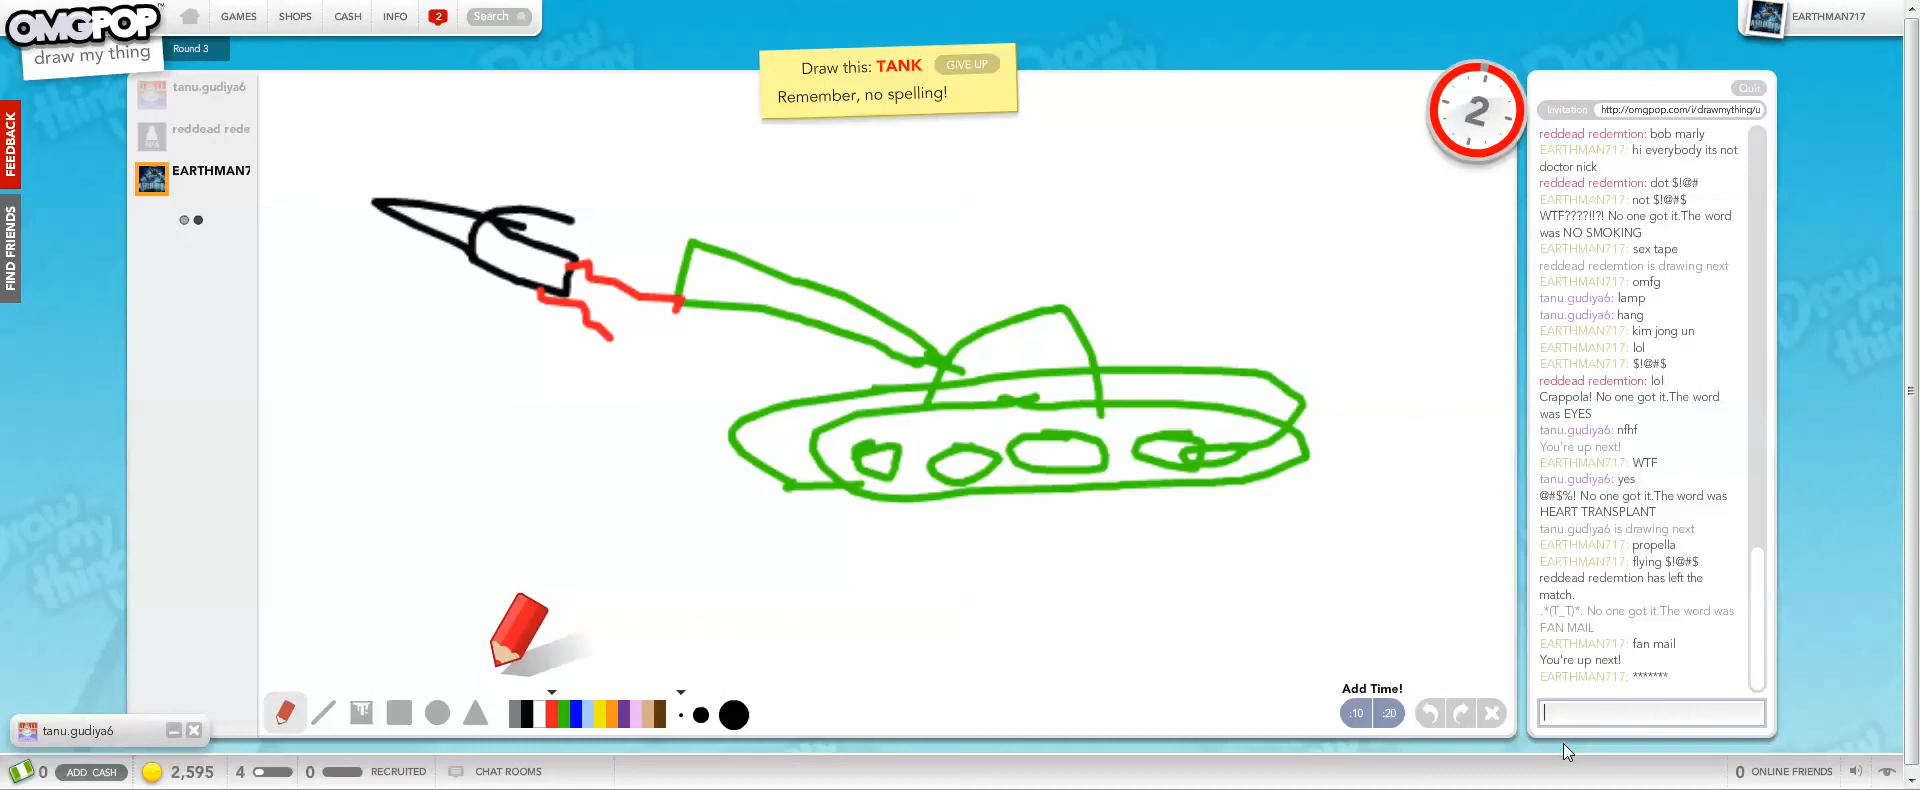 OMGPOP™
draw my thing
GAMES SHOPS CASH INFO 2 Search
EARTHMAN717
Round 3
FEEDBACK
FIND FRIENDS
tanu.gudiya6
reddead rede
EARTHMAN7
Draw this: TANK GIVE UP
Remember, no spelling!
2
Quit
Invitation http://omgpop.com/i/drawmything/u
reddead redemtion: bob marly
EARTHMAN717: hi everybody its not
doctor nick
reddead redemtion: dot $!@#
EARTHMAN717: not $!@#$
WTF????!!?! No one got it.The word
was NO SMOKING
EARTHMAN717: sex tape
reddead redemtion is drawing next
EARTHMAN717: omfg
tanu.gudiya6: lamp
tanu.gudiya6: hang
EARTHMAN717: kim jong un
EARTHMAN717: lol
EARTHMAN717: $!@#$
reddead redemtion: lol
Crappola! No one got it.The word
was EYES
tanu.gudiya6: nfhf
You're up next!
EARTHMAN717: WTF
tanu.gudiya6: yes
@#$%! No one got it.The word was
HEART TRANSPLANT
tanu.gudiya6 is drawing next
EARTHMAN717: propella
EARTHMAN717: flying $!@#$
reddead redemtion has left the
match.
.*(T_T)*. No one got it.The word was
FAN MAIL
EARTHMAN717: fan mail
You're up next!
EARTHMAN717: *******
Add Time!
:10 :20
tanu.gudiya6
0 ADD CASH 2,595 4 0 RECRUITED CHAT ROOMS 0 ONLINE FRIENDS